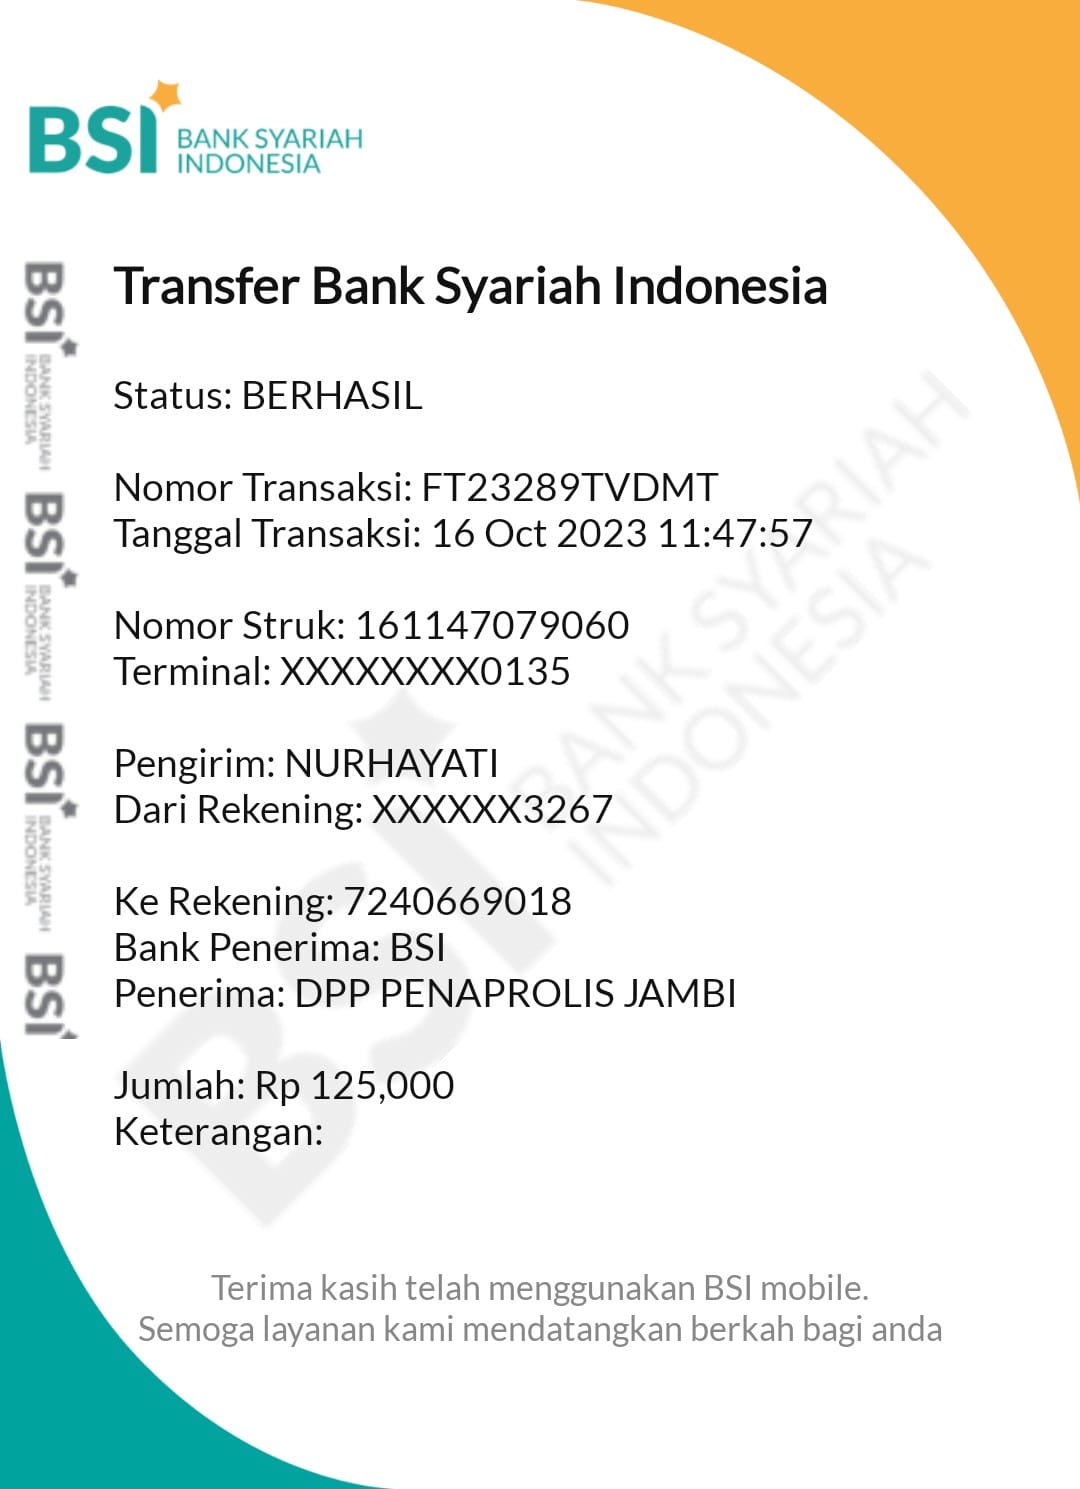 BSI BANK SYARIAH
INDONESIA
Transfer Bank Syariah Indonesia
Status: BERHASIL
Nomor Transaksi: FT23289TVDMT
Tanggal Transaksi: 16 Oct 2023 11:47:57
Nomor Struk: 161147079060
Terminal: XXXXXXXX0135
Pengirim: NURHAYATI
Dari Rekening: XXXXXX3267
Ke Rekening: 7240669018
Bank Penerima: BSI
Penerima: DPP PENAPROLIS JAMBI
Jumlah: Rp 125,000
Keterangan:
Terima kasih telah menggunakan BSI mobile.
Semoga layanan kami mendatangkan berkah bagi anda
BSI BANK SYARIAH
INDONESIA
BSI BANK SYARIAH
INDONESIA
BSI BANK SYARIAH
INDONESIA
BSI
BSI BANK SYARIAH
INDONESIA